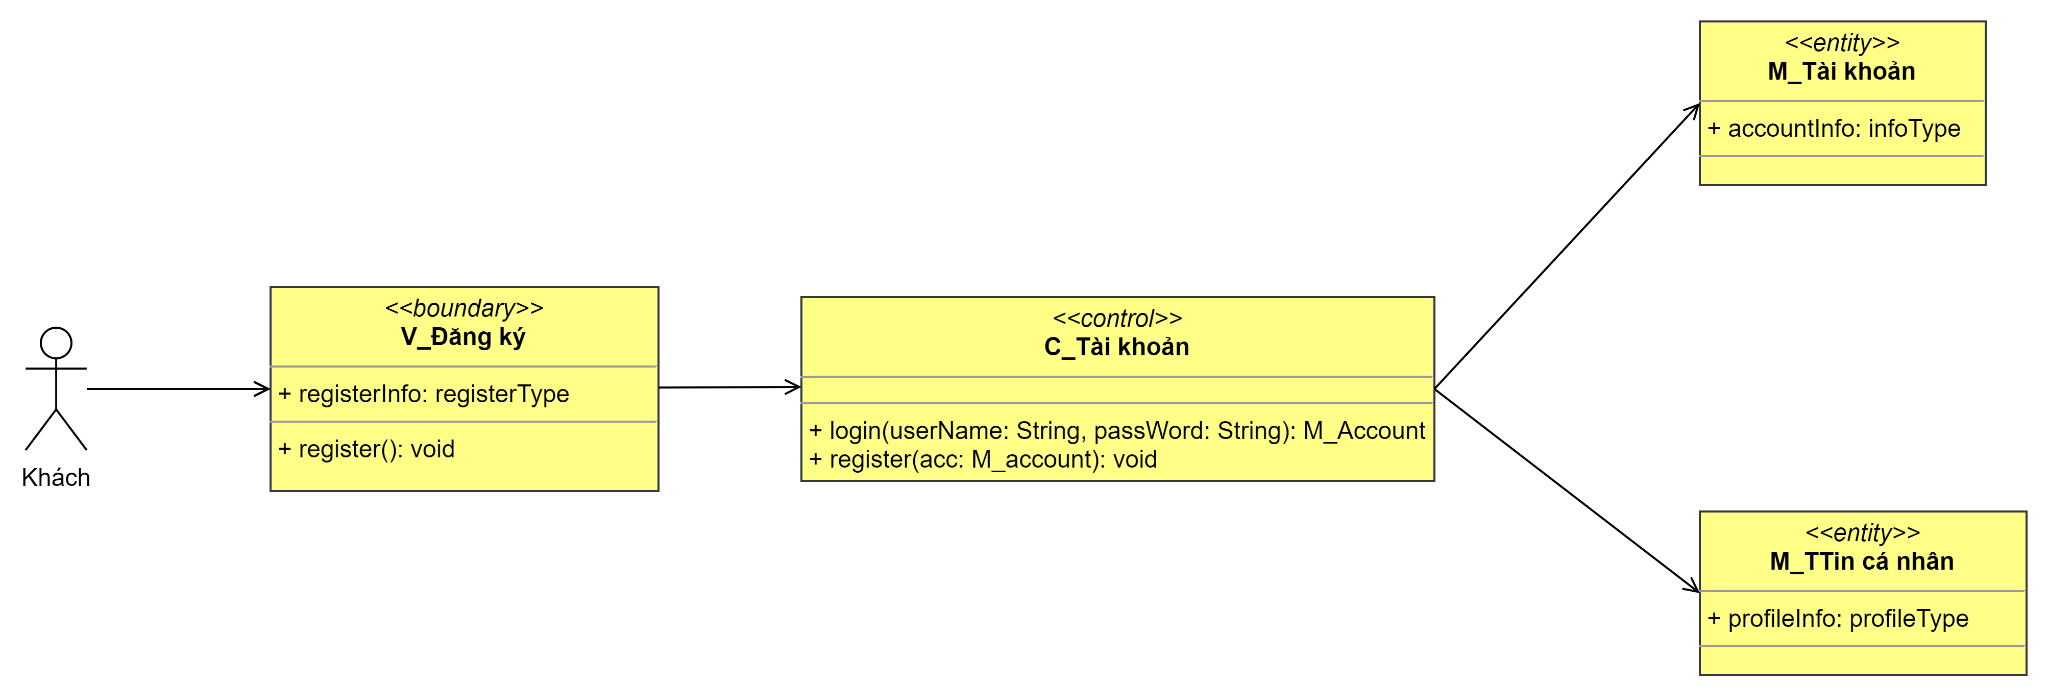 Khách
<<boundary>>
V_Đăng ký
+ registerInfo: registerType
+ register(): void
<<control>>
C_Tài khoản
+ login(userName: String, passWord: String): M_Account
+ register(acc: M_account): void
<<entity>>
M_Tài khoản
+ accountInfo: infoType
<<entity>>
M_TTin cá nhân
+ profileInfo: profileType